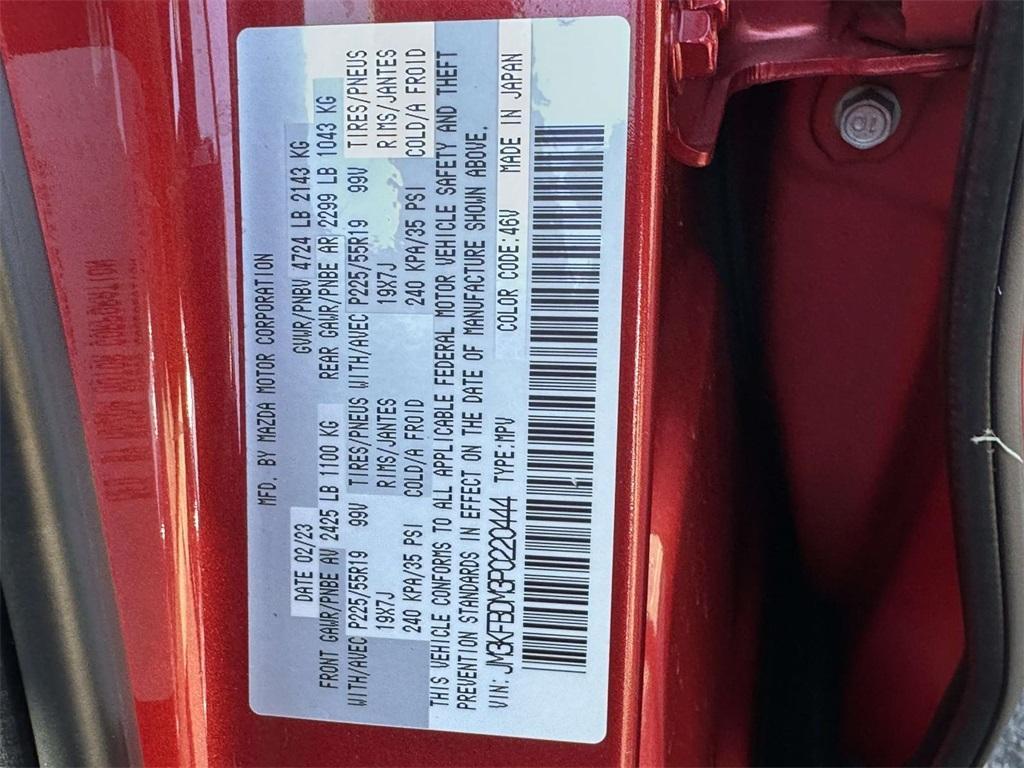 MFD. BY MAZDA MOTOR CORPORATION
DATE 02/23 GVWR/PNBV 4724 LB 2143 KG
FRONT GAWR/PNBE AV 2425 LB 1100 KG REAR GAWR/PNBE AR 2299 LB 1043 KG
WITH/AVEC P225/55R19 99V TIRES/PNEUS WITH/AVEC P225/55R19 99V TIRES/PNEUS
19X7J RIMS/JANTES 19X7J RIMS/JANTES
240 KPA/35 PSI COLD/A FROID 240 KPA/35 PSI COLD/A FROID
THIS VEHICLE CONFORMS TO ALL APPLICABLE FEDERAL MOTOR VEHICLE SAFETY AND THEFT
PREVENTION STANDARDS IN EFFECT ON THE DATE OF MANUFACTURE SHOWN ABOVE.
VIN: JM3KFBDM3P0220444 TYPE:MPV COLOR CODE:46V MADE IN JAPAN
10